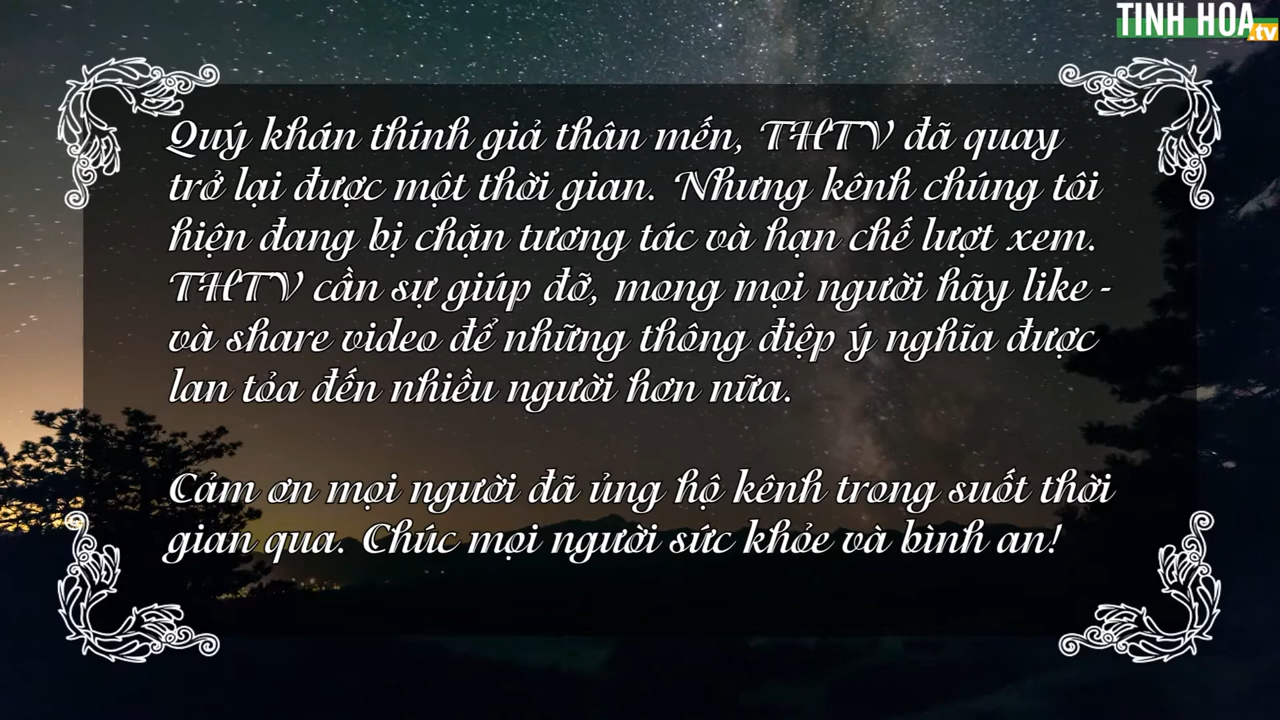 TINH HOA
.tv
Quý khán thính giả thân mến, THTV đã quay
trở lại được một thời gian. Nhưng kênh chúng tôi
hiện đang bị chặn tương tác và hạn chế lượt xem.
THTV cần sự giúp đỡ, mong mọi người hãy like -
và share video để những thông điệp ý nghĩa được
lan tỏa đến nhiều người hơn nữa.
Cảm ơn mọi người đã ủng hộ kênh trong suốt thời
gian qua. Chúc mọi người sức khỏe và bình an!